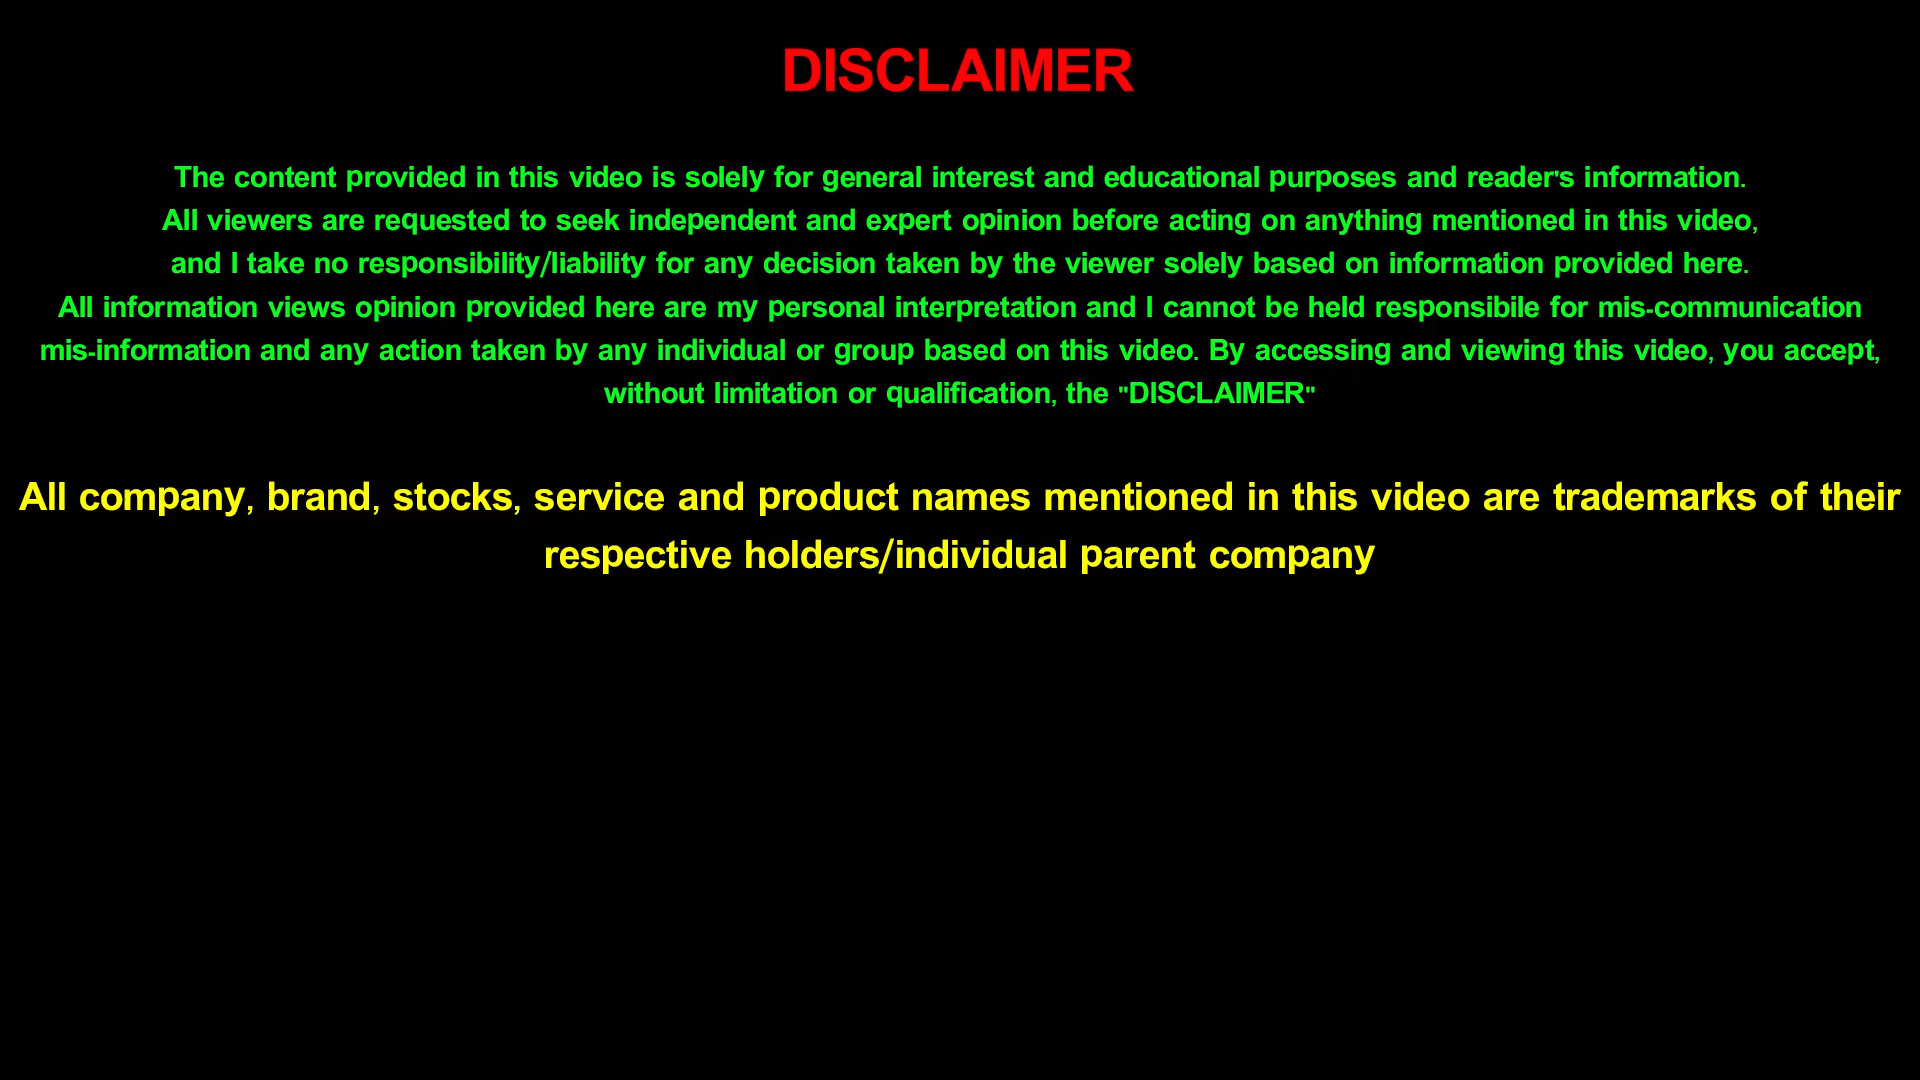 DISCLAIMER
The content provided in this video is solely for general interest and educational purposes and reader's information.
All viewers are requested to seek independent and expert opinion before acting on anything mentioned in this video,
and I take no responsibility/liability for any decision taken by the viewer solely based on information provided here.
All information views opinion provided here are my personal interpretation and I cannot be held responsibile for mis-communication
mis-information and any action taken by any individual or group based on this video. By accessing and viewing this video, you accept,
without limitation or qualification, the "DISCLAIMER"
All company, brand, stocks, service and product names mentioned in this video are trademarks of their
respective holders/individual parent company